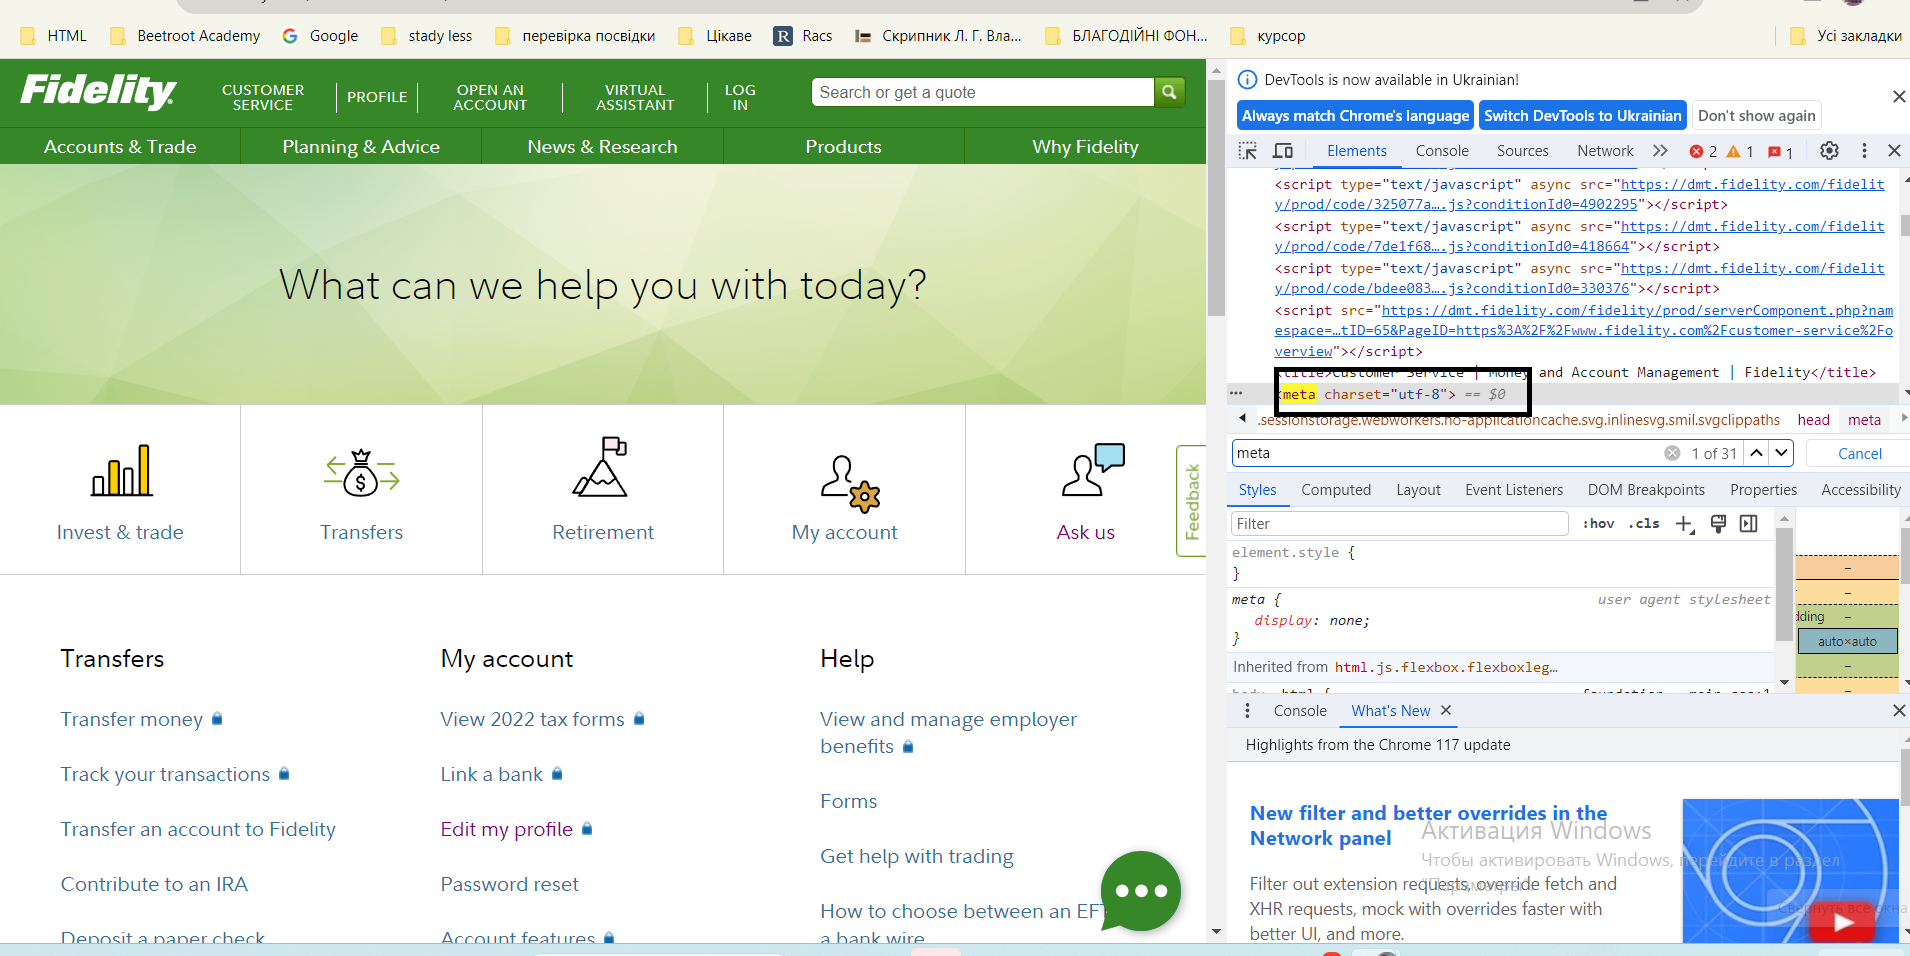 HTML
Beetroot Academy
Google
stady less
перевірка посвідки
Цікаве
R Racs
Скрипник Л. Г. Вла...
БЛАГОДІЙНІ ФОН...
курсор
Усі закладки
Fidelity
CUSTOMER SERVICE
PROFILE
OPEN AN ACCOUNT
VIRTUAL ASSISTANT
LOG IN
Search or get a quote
Accounts & Trade
Planning & Advice
News & Research
Products
Why Fidelity
What can we help you with today?
Invest & trade
Transfers
Retirement
My account
Ask us
Feedback
Transfers
Transfer money
Track your transactions
Transfer an account to Fidelity
Contribute to an IRA
Deposit a paper check
My account
View 2022 tax forms
Link a bank
Edit my profile
Password reset
Account features
Help
View and manage employer
benefits
Forms
Get help with trading
How to choose between an EFT
a bank wire
DevTools is now available in Ukrainian!
Always match Chrome's language
Switch DevTools to Ukrainian
Don't show again
Elements
Console
Sources
Network
2
1
1
<script type="text/javascript" async src="https://dmt.fidelity.com/fidelit
y/prod/code/325077a….js?conditionId0=4902295"></script>
<script type="text/javascript" async src="https://dmt.fidelity.com/fidelit
y/prod/code/7de1f68….js?conditionId0=418664"></script>
<script type="text/javascript" async src="https://dmt.fidelity.com/fidelit
y/prod/code/bdee083….js?conditionId0=330376"></script>
<script src="https://dmt.fidelity.com/fidelity/prod/serverComponent.php?nam
espace=…tID=65&PageID=https%3A%2F%2Fwww.fidelity.com%2Fcustomer-service%2Fo
verview"></script>
<title>Customer Service | Money and Account Management | Fidelity</title>
<meta charset="utf-8"> == $0
.sessionstorage.webworkers.no-applicationcache.svg.inlinesvg.smil.svgclippaths
head
meta
meta
1 of 31
Cancel
Styles
Computed
Layout
Event Listeners
DOM Breakpoints
Properties
Accessibility
Filter
:hov
.cls
element.style {
}
meta {
user agent stylesheet
display: none;
}
Inherited from html.js.flexbox.flexboxleg…
dding
auto×auto
Console
What's New
Highlights from the Chrome 117 update
New filter and better overrides in the
Network panel
Filter out extension requests, override fetch and
XHR requests, mock with overrides faster with
better UI, and more.
Активация Windows
Чтобы активировать Windows, перейдите в раздел
"Параметры".
Свернуть все окна